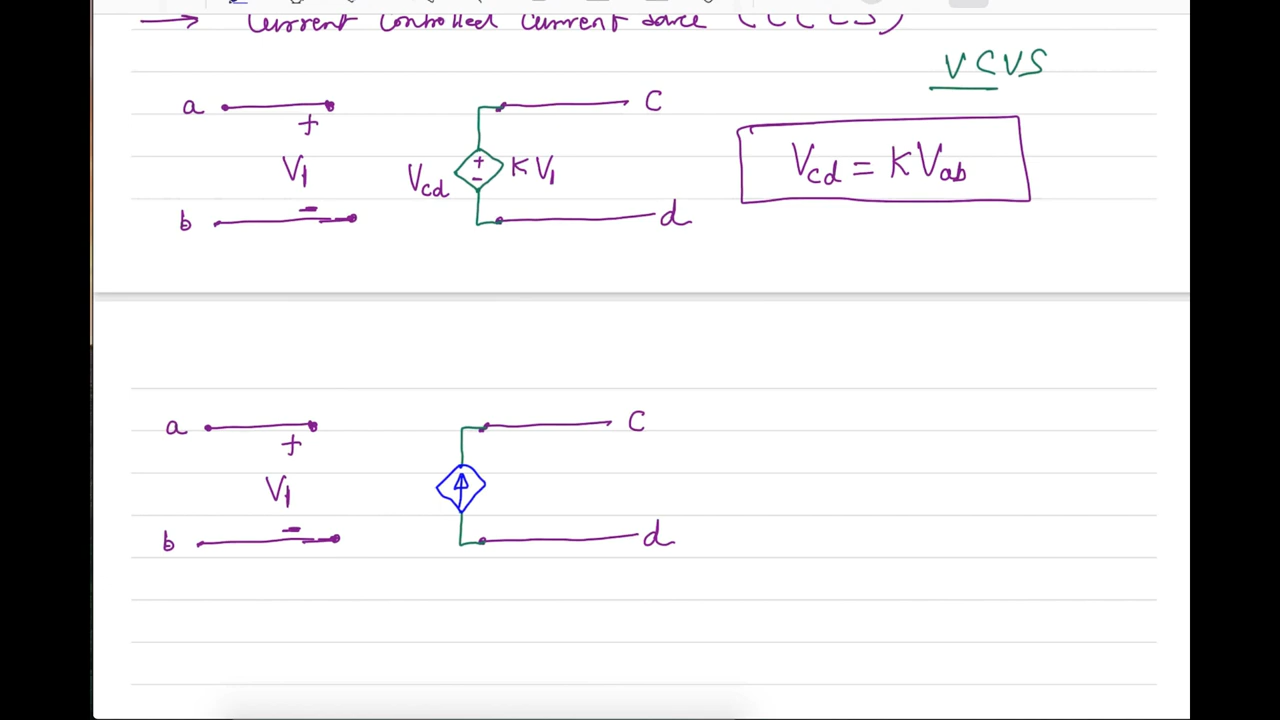 → Current Controlled Current Source (CCCS)
VCVS
a + C
V1 Vcd + - KV1 Vcd = KVab
b - d
a + C
V1
b - d